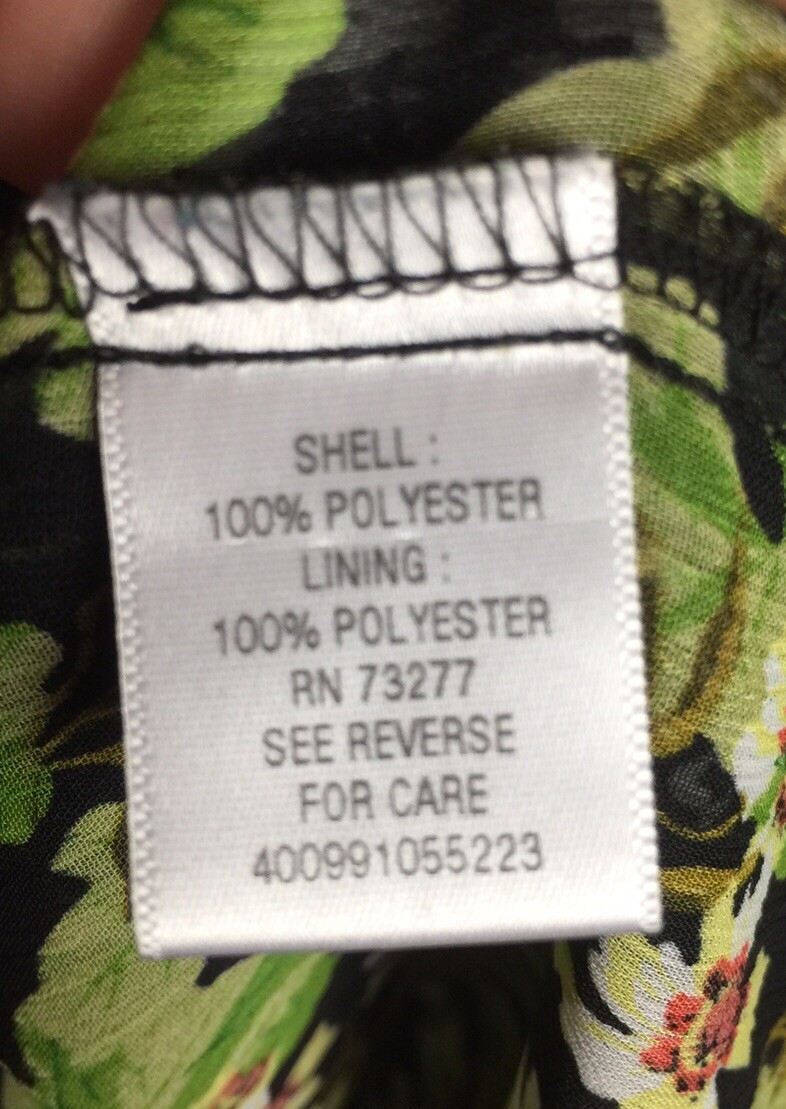 SHELL :
100% POLYESTER
LINING :
100% POLYESTER
RN 73277
SEE REVERSE
FOR CARE
400991055223